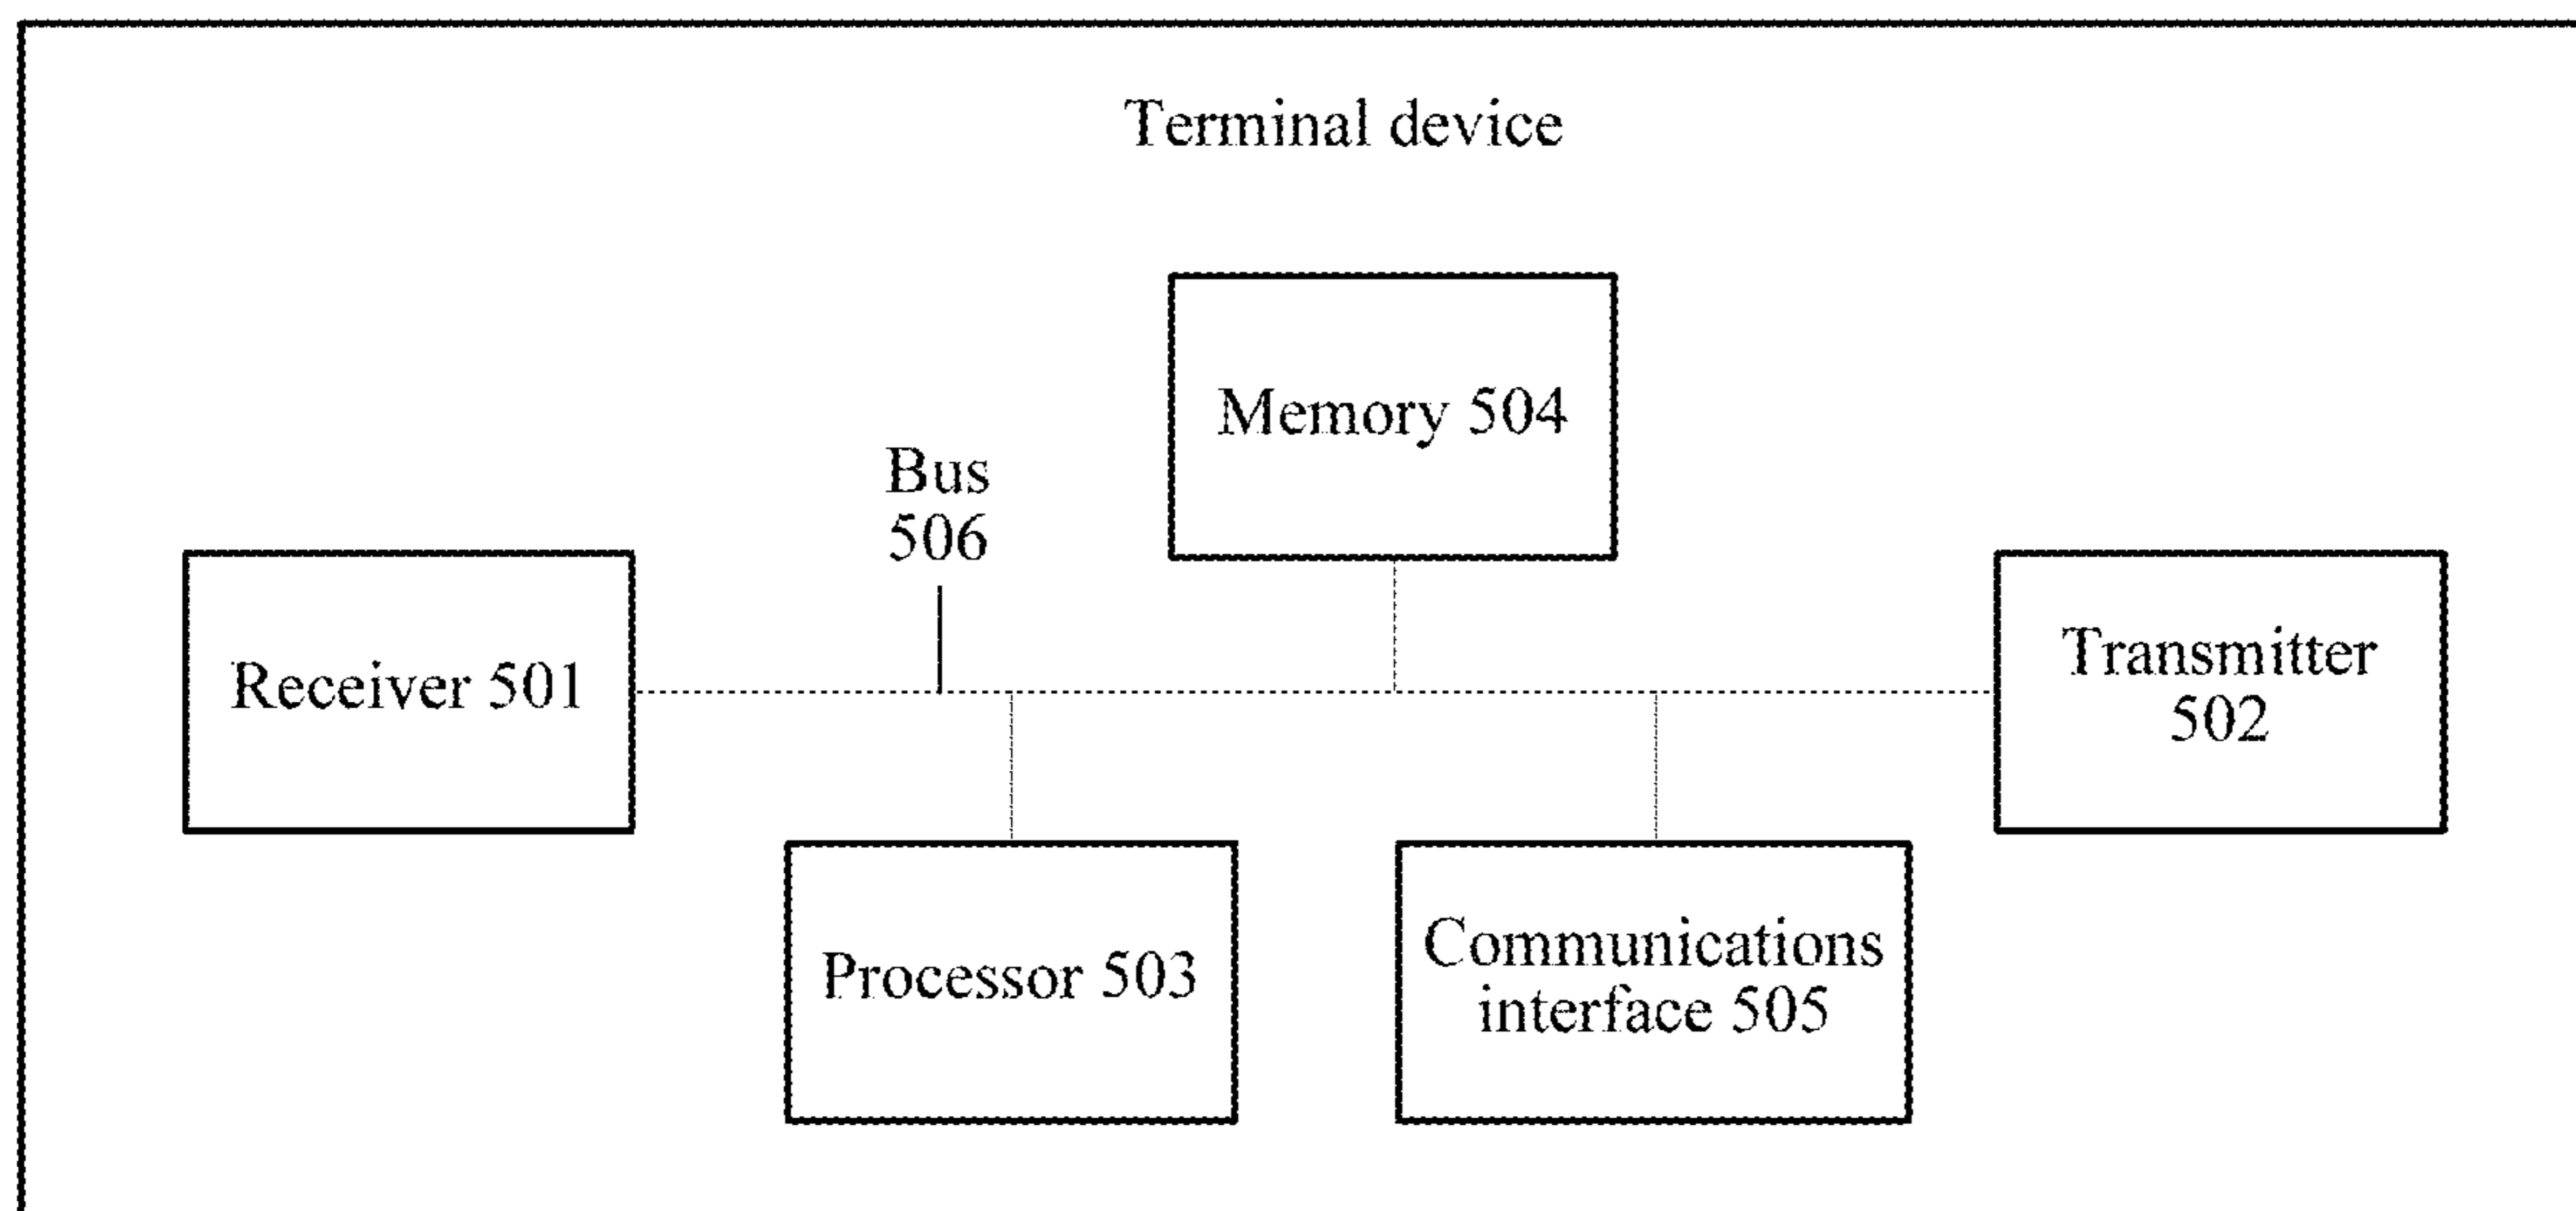 Terminal device
Memory 504
Bus
506
Receiver 501
Transmitter
502
Processor 503
Communications
interface 505